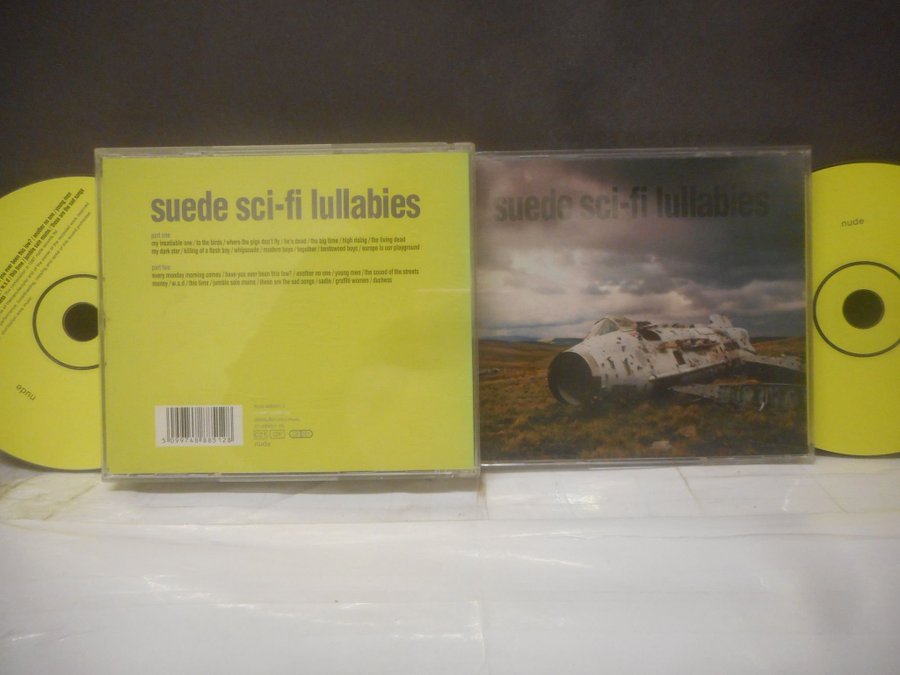 suede sci-fi lullabies
part one
my insatiable one / to the birds / where the pigs don't fly / he's dead / the big time / high rising / the living dead
my dark star / killing of a flash boy / whipsnade / modern boys / together / bentswood boys / europe is our playground
part two
every monday morning comes / have you ever been this low? / another no one / young men / the sound of the streets
money / w.s.d / this time / jumble sale mums / these are the sad songs / sadie / graffiti women / duchess
5 099748 885128
nude
suede sci-fi lullabies
nude
nude